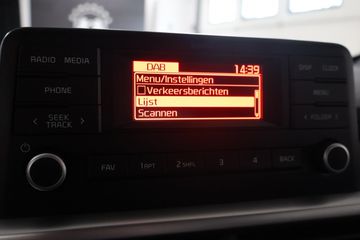 RADIO MEDIA
PHONE
SEEK
TRACK
DAB 14:39
Menu/Instellingen
Verkeersberichten
Lijst
Scannen
DISP CLOCK
MENU
FOLDER
FAV 1 RPT 2 SHFL 3 4 BACK